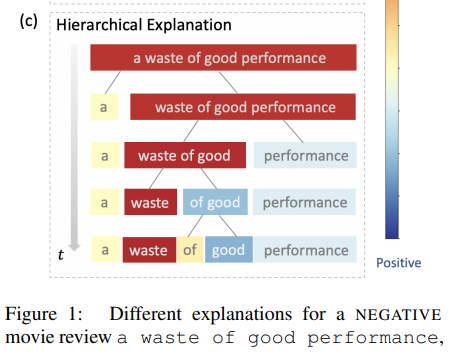 (c) Hierarchical Explanation
a waste of good performance
a waste of good performance
a waste of good performance
a waste of good performance
a waste of good performance
t
Positive
Figure 1: Different explanations for a NEGATIVE
movie review a waste of good performance,